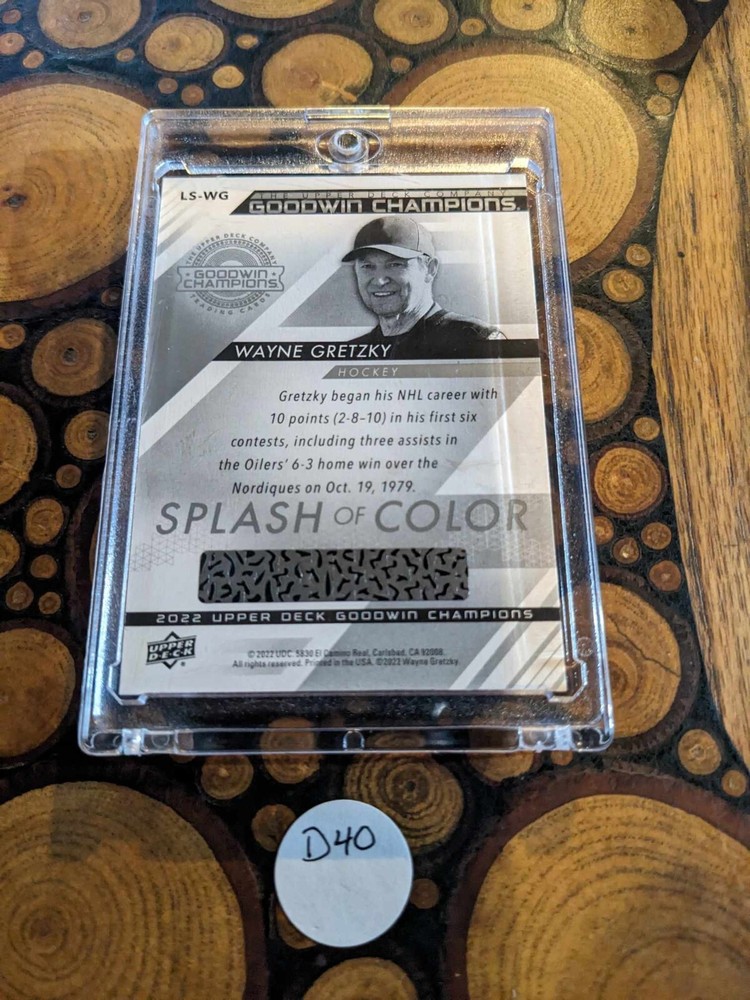 LS-WG
THE UPPER DECK COMPANY
GOODWIN CHAMPIONS.
THE UPPER DECK COMPANY
GOODWIN
CHAMPIONS
TRADING CARDS
WAYNE GRETZKY
HOCKEY
Gretzky began his NHL career with
10 points (2-8–10) in his first six
contests, including three assists in
the Oilers' 6-3 home win over the
Nordiques on Oct. 19, 1979.
SPLASH OF COLOR
2022 UPPER DECK GOODWIN CHAMPIONS
UPPER
DECK
© 2022 UDC. 5830 El Camino Real, Carlsbad, CA 92008.
All rights reserved. Printed in the USA. ©2022 Wayne Gretzky.
D40